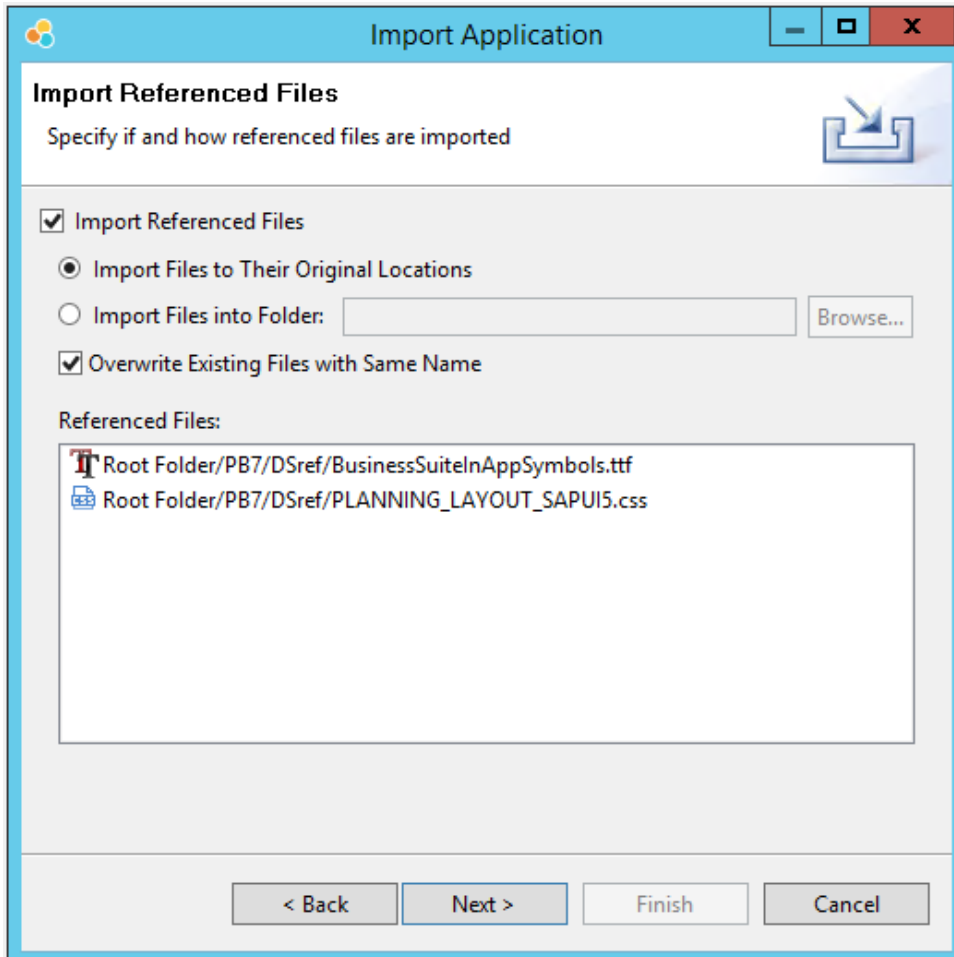 Import Application
Import Referenced Files
Specify if and how referenced files are imported
Import Referenced Files
Import Files to Their Original Locations
Import Files into Folder:
Browse...
Overwrite Existing Files with Same Name
Referenced Files:
Root Folder/PB7/DSref/BusinessSuiteInAppSymbols.ttf
Root Folder/PB7/DSref/PLANNING_LAYOUT_SAPUI5.css
< Back Next > Finish Cancel